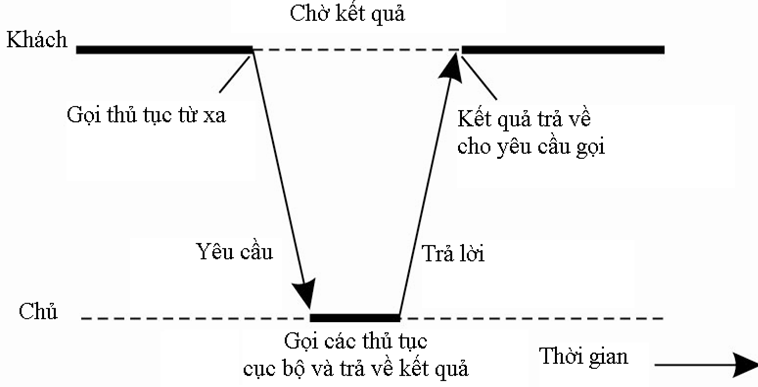 Chờ kết quả
Khách
Gọi thủ tục từ xa
Kết quả trả về
cho yêu cầu gọi
Yêu cầu
Trả lời
Chủ
Gọi các thủ tục
cục bộ và trả về kết quả
Thời gian